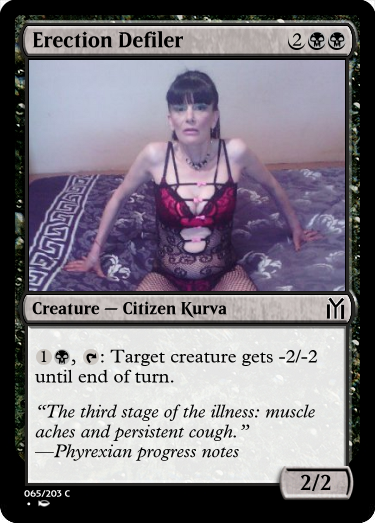 Erection Defiler 2
Creature — Citizen Kurva
1 , : Target creature gets -2/-2
until end of turn.
“The third stage of the illness: muscle
aches and persistent cough.”
—Phyrexian progress notes
2/2
065/203 C